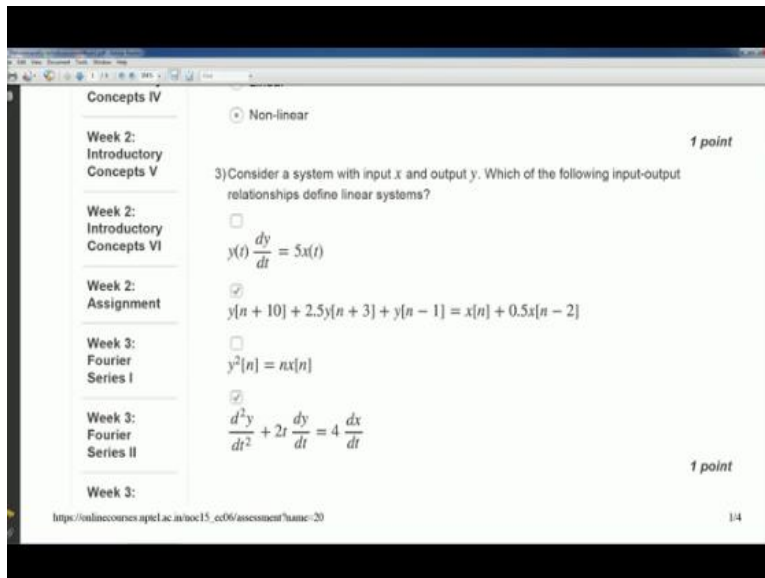 Concepts IV
Non-linear
1 point
Week 2:
Introductory
Concepts V
3) Consider a system with input x and output y. Which of the following input-output
relationships define linear systems?
Week 2:
Introductory
Concepts VI
y(t) dy/dt = 5x(t)
Week 2:
Assignment
y[n + 10] + 2.5y[n + 3] + y[n − 1] = x[n] + 0.5x[n − 2]
Week 3:
Fourier
Series I
y²[n] = nx[n]
Week 3:
Fourier
Series II
d²y/dt² + 2t dy/dt = 4 dx/dt
1 point
Week 3:
https://onlinecourses.nptel.ac.in/noc15_ec06/assessment?name=20
1/4